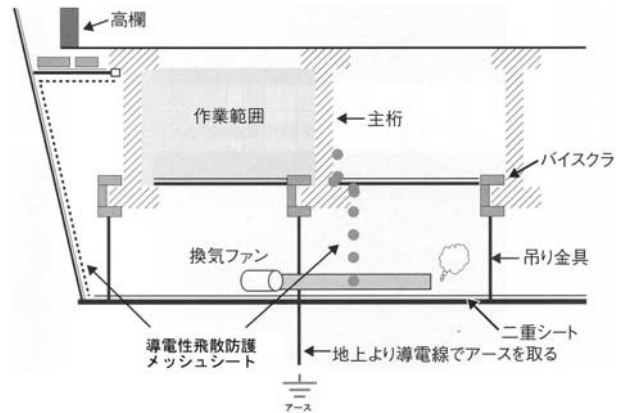 高欄
作業範囲
主桁
バイスクラ
換気ファン
吊り金具
二重シート
導電性飛散防護
メッシュシート
地上より導電線でアースを取る
アース